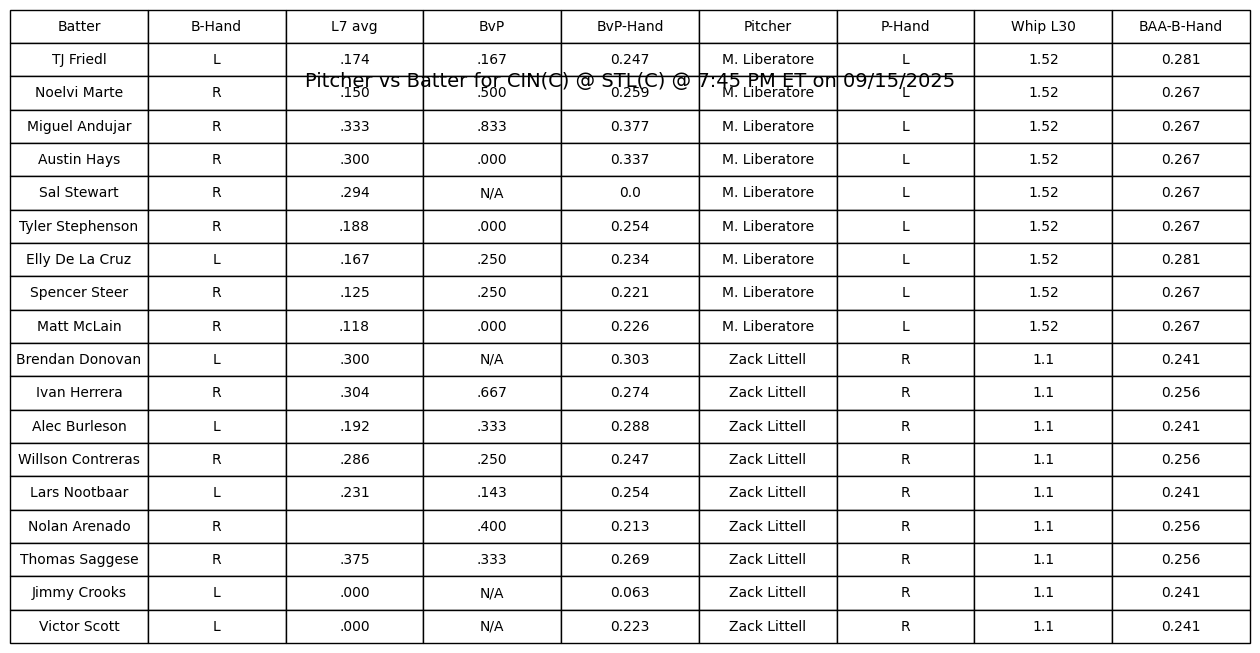 Batter B-Hand L7 avg BvP BvP-Hand Pitcher P-Hand Whip L30 BAA-B-Hand
TJ Friedl L .174 .167 0.247 M. Liberatore L 1.52 0.281
Pitcher vs Batter for CIN(C) @ STL(C) @ 7:45 PM ET on 09/15/2025
Noelvi Marte R .150 .500 0.259 M. Liberatore L 1.52 0.267
Miguel Andujar R .333 .833 0.377 M. Liberatore L 1.52 0.267
Austin Hays R .300 .000 0.337 M. Liberatore L 1.52 0.267
Sal Stewart R .294 N/A 0.0 M. Liberatore L 1.52 0.267
Tyler Stephenson R .188 .000 0.254 M. Liberatore L 1.52 0.267
Elly De La Cruz L .167 .250 0.234 M. Liberatore L 1.52 0.281
Spencer Steer R .125 .250 0.221 M. Liberatore L 1.52 0.267
Matt McLain R .118 .000 0.226 M. Liberatore L 1.52 0.267
Brendan Donovan L .300 N/A 0.303 Zack Littell R 1.1 0.241
Ivan Herrera R .304 .667 0.274 Zack Littell R 1.1 0.256
Alec Burleson L .192 .333 0.288 Zack Littell R 1.1 0.241
Willson Contreras R .286 .250 0.247 Zack Littell R 1.1 0.256
Lars Nootbaar L .231 .143 0.254 Zack Littell R 1.1 0.241
Nolan Arenado R .400 0.213 Zack Littell R 1.1 0.256
Thomas Saggese R .375 .333 0.269 Zack Littell R 1.1 0.256
Jimmy Crooks L .000 N/A 0.063 Zack Littell R 1.1 0.241
Victor Scott L .000 N/A 0.223 Zack Littell R 1.1 0.241